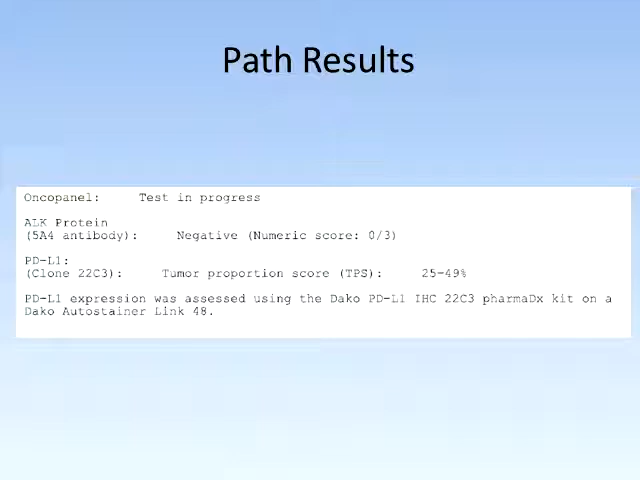 Path Results
Oncopanel: Test in progress
ALK Protein
(5A4 antibody): Negative (Numeric score: 0/3)
PD-L1:
(Clone 22C3): Tumor proportion score (TPS): 25-49%
PD-L1 expression was assessed using the Dako PD-L1 IHC 22C3 pharmaDx kit on a
Dako Autostainer Link 48.